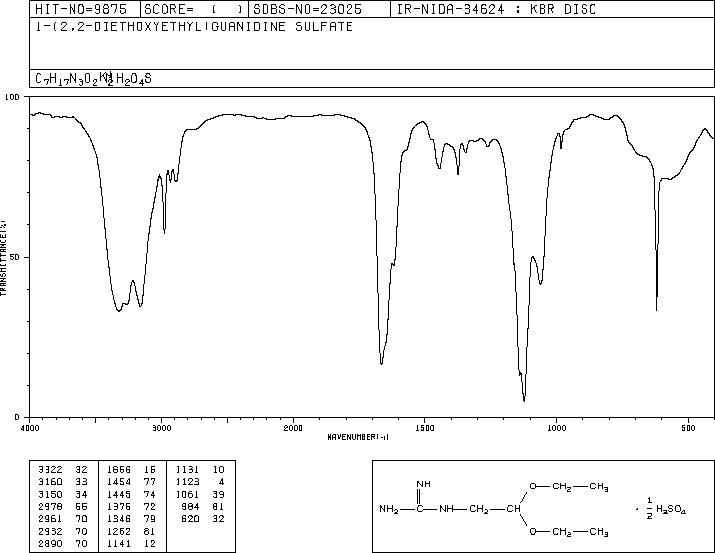 HIT-NO=9875 SCORE= ( ) SDBS-NO=23025 IR-NIDA-34624 : KBR DISC
1-(2,2-DIETHOXYETHYL)GUANIDINE SULFATE
C7H17N3O2 H2O4S
100
50
0
TRANSMITTANCE(%)
4000 3000 2000 1500 1000 500
WAVENUMBER(-1)
3322 32 1666 16 1131 10
3160 33 1454 77 1123 4
3150 34 1445 74 1061 39
2978 66 1376 72 984 81
2961 70 1346 79 620 32
2932 70 1262 81
2890 70 1141 12
NH
NH2—C—NH—CH2—CH
O—CH2—CH3
O—CH2—CH3
· 1/2 H2SO4